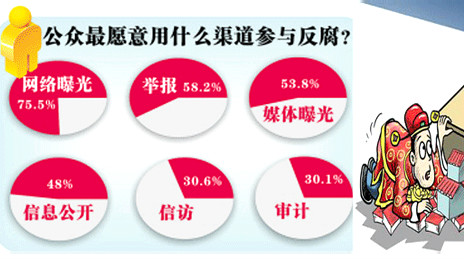 公众最愿意用什么渠道参与反腐?
网络曝光
75.5%
举报 58.2%
53.8%
媒体曝光
48%
信息公开
30.6%
信访
30.1%
审计